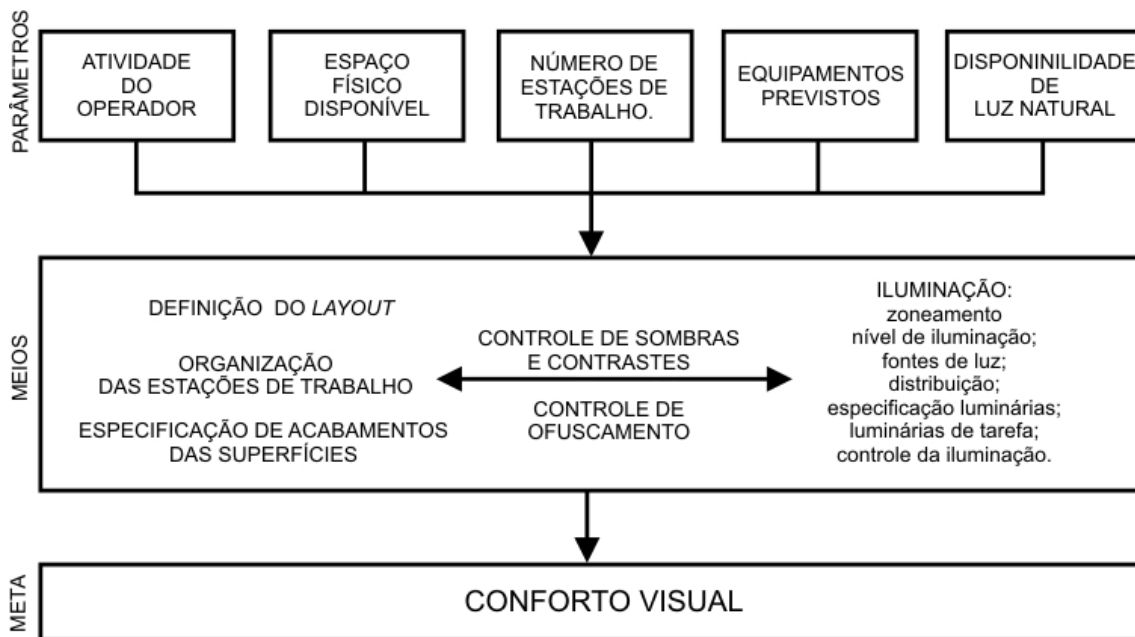 PARÂMETROS
ATIVIDADE
DO
OPERADOR
ESPAÇO
FÍSICO
DISPONÍVEL
NÚMERO DE
ESTAÇÕES DE
TRABALHO.
EQUIPAMENTOS
PREVISTOS
DISPONINILIDADE
DE
LUZ NATURAL
MEIOS
DEFINIÇÃO DO LAYOUT
ORGANIZAÇÃO
DAS ESTAÇÕES DE TRABALHO
ESPECIFICAÇÃO DE ACABAMENTOS
DAS SUPERFÍCIES
CONTROLE DE SOMBRAS
E CONTRASTES
CONTROLE DE
OFUSCAMENTO
ILUMINAÇÃO:
zoneamento
nível de iluminação;
fontes de luz;
distribuição;
especificação luminárias;
luminárias de tarefa;
controle da iluminação.
META
CONFORTO VISUAL